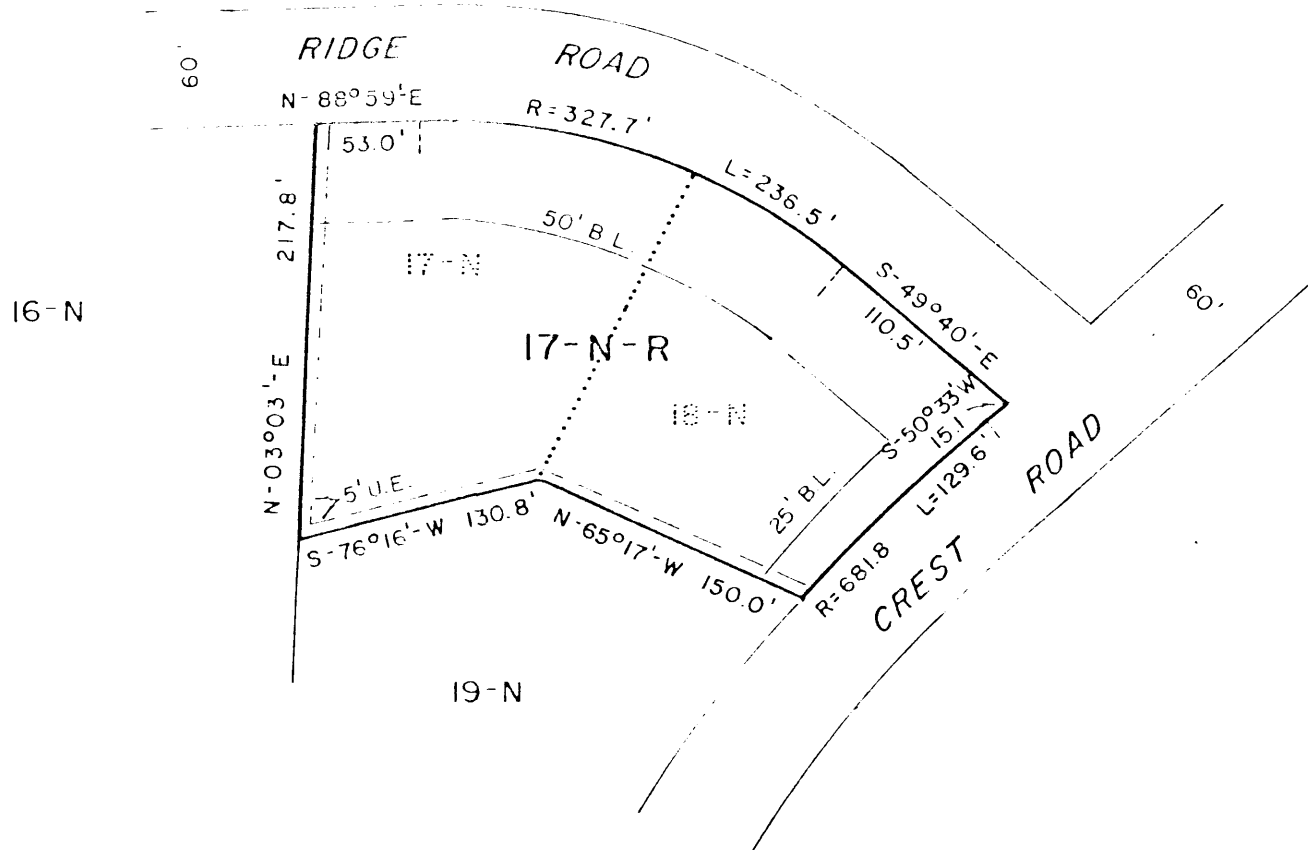 60'
RIDGE ROAD
N-88°59'-E
53.0'
R=327.7'
L=236.5'
217.8'
50' B L.
17-N
S-49°40'-E
110.5'
60'
16-N
17-N-R
18-N
N-03°03'-E
S-50°33'W
15.1
L=129.6'
25' B L.
5' U.E.
S-76°16'-W 130.8'
N-65°17'-W 150.0'
R=681.8
CREST ROAD
19-N